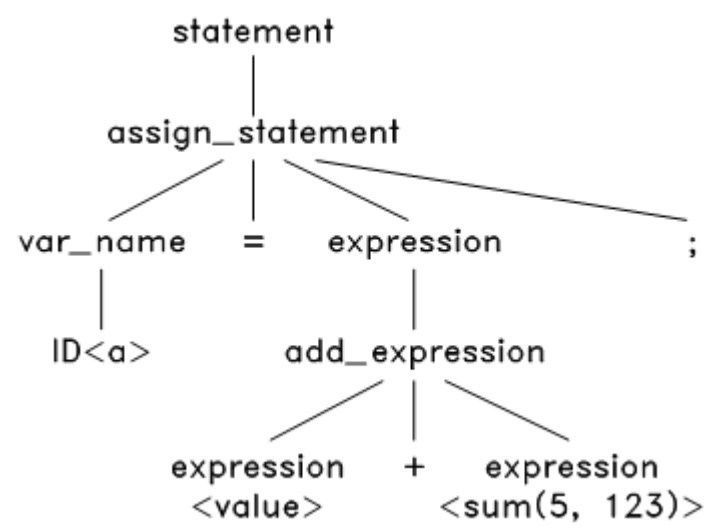 statement
assign_statement
var_name = expression ;
ID<a> add_expression
expression + expression
<value> <sum(5, 123)>